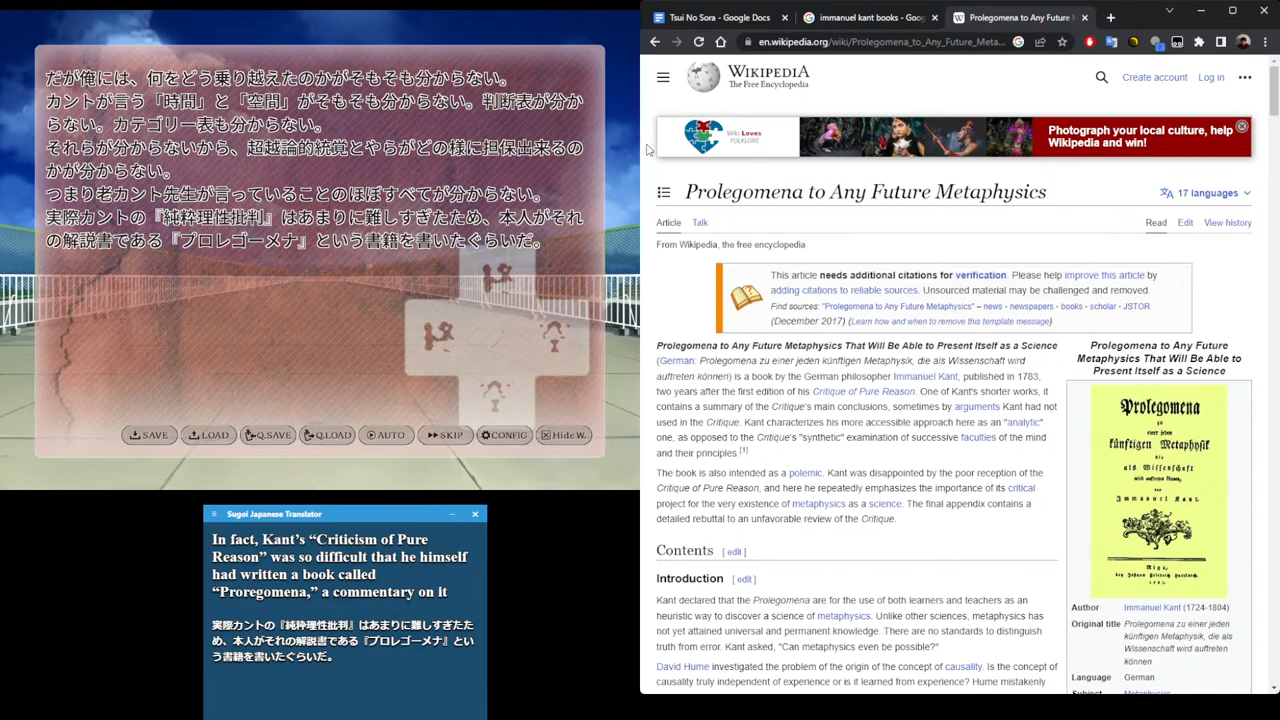 だが俺には、何をどう乗り越えたのかがそもそも分からない。
カントが言う「時間」と「空間」がそもそも分からない。判断表が分か
らない。カテゴリー表も分からない。
それらが分からないから、超越論的統覚とやらがどの様に担保出来るの
かが分からない。
つまり老カント先生が言っていることのほぼすべてが分からない。
実際カントの『純粋理性批判』はあまりに難しすぎたため、本人がそれ
の解説書である『プロレゴーメナ』という書籍を書いたぐらいだ。
SAVE LOAD Q.SAVE Q.LOAD AUTO SKIP CONFIG Hide W.
Sugoi Japanese Translator
In fact, Kant's “Criticism of Pure
Reason” was so difficult that he himself
had written a book called
“Proregomena,” a commentary on it
実際カントの『純粋理性批判』はあまりに難しすぎたた
め、本人がそれの解説書である『プロレゴーメナ』とい
う書籍を書いたぐらいだ。
Tsui No Sora - Google Docs
immanuel kant books - Goog
Prolegomena to Any Future
en.wikipedia.org/wiki/Prolegomena_to_Any_Future_Meta...
WIKIPEDIA
The Free Encyclopedia
Create account Log in
Wiki Loves
FOLKLORE
Photograph your local culture, help
Wikipedia and win!
Prolegomena to Any Future Metaphysics
17 languages
Article Talk
Read Edit View history
From Wikipedia, the free encyclopedia
This article needs additional citations for verification. Please help improve this article by
adding citations to reliable sources. Unsourced material may be challenged and removed.
Find sources: "Prolegomena to Any Future Metaphysics" – news · newspapers · books · scholar · JSTOR
(December 2017) (Learn how and when to remove this template message)
Prolegomena to Any Future Metaphysics That Will Be Able to Present Itself as a Science
(German: Prolegomena zu einer jeden künftigen Metaphysik, die als Wissenschaft wird
auftreten können) is a book by the German philosopher Immanuel Kant, published in 1783,
two years after the first edition of his Critique of Pure Reason. One of Kant's shorter works, it
contains a summary of the Critique's main conclusions, sometimes by arguments Kant had not
used in the Critique. Kant characterizes his more accessible approach here as an "analytic"
one, as opposed to the Critique's "synthetic" examination of successive faculties of the mind
and their principles.[1]
The book is also intended as a polemic. Kant was disappointed by the poor reception of the
Critique of Pure Reason, and here he repeatedly emphasizes the importance of its critical
project for the very existence of metaphysics as a science. The final appendix contains a
detailed rebuttal to an unfavorable review of the Critique.
Contents [ edit ]
Introduction [ edit ]
Kant declared that the Prolegomena are for the use of both learners and teachers as an
heuristic way to discover a science of metaphysics. Unlike other sciences, metaphysics has
not yet attained universal and permanent knowledge. There are no standards to distinguish
truth from error. Kant asked, "Can metaphysics even be possible?"
David Hume investigated the problem of the origin of the concept of causality. Is the concept of
causality truly independent of experience or is it learned from experience? Hume mistakenly
Prolegomena to Any Future
Metaphysics That Will Be Able to
Present Itself as a Science
Prolegomena
zu
einer jeden
künftigen Metaphysik
die
als Wissenschaft
wird auftreten können,
von
Immanuel Kant.
Riga,
Author Immanuel Kant (1724-1804)
Original title Prolegomena zu einer jeden
künftigen Metaphysik, die als
Wissenschaft wird auftreten
können
Language German
Subject Metaphysics